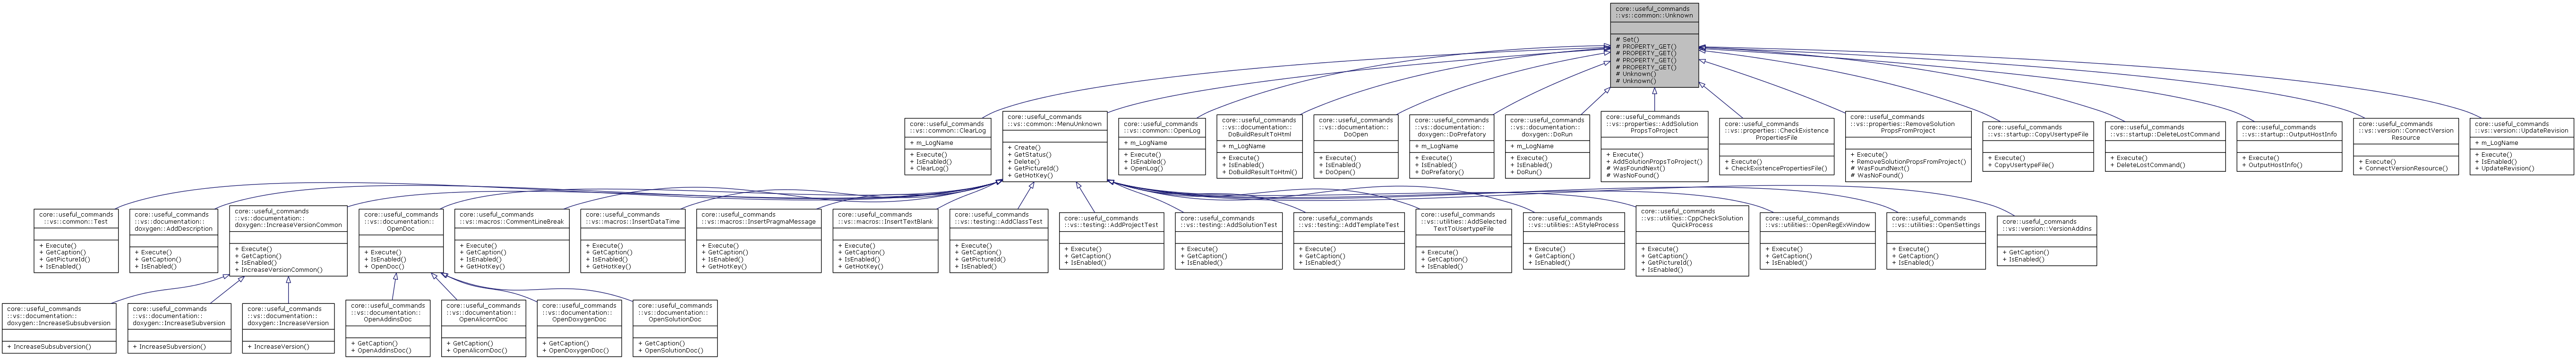 core::useful_commands
::vs::common::Unknown
# Set()
# PROPERTY_GET()
# PROPERTY_GET()
# PROPERTY_GET()
# PROPERTY_GET()
# Unknown()
# Unknown()
core::useful_commands
::vs::common::ClearLog
+ m_LogName
+ Execute()
+ IsEnabled()
+ ClearLog()
core::useful_commands
::vs::common::MenuUnknown
+ Create()
+ GetStatus()
+ Delete()
+ GetPictureId()
+ GetHotKey()
core::useful_commands
::vs::common::OpenLog
+ m_LogName
+ Execute()
+ IsEnabled()
+ OpenLog()
core::useful_commands
::vs::documentation::
DoBuildResultToHtml
+ m_LogName
+ Execute()
+ IsEnabled()
+ DoBuildResultToHtml()
core::useful_commands
::vs::documentation::
DoOpen
+ Execute()
+ IsEnabled()
+ DoOpen()
core::useful_commands
::vs::documentation::
doxygen::DoPrefatory
+ m_LogName
+ Execute()
+ IsEnabled()
+ DoPrefatory()
core::useful_commands
::vs::documentation::
doxygen::DoRun
+ m_LogName
+ Execute()
+ IsEnabled()
+ DoRun()
core::useful_commands
::vs::properties::AddSolution
PropsToProject
+ Execute()
# AddSolutionPropsToProject()
# WasFoundNext()
# WasNoFound()
core::useful_commands
::vs::properties::CheckExistence
PropertiesFile
+ Execute()
+ CheckExistencePropertiesFile()
core::useful_commands
::vs::properties::RemoveSolution
PropsFromProject
+ Execute()
# RemoveSolutionPropsFromProject()
# WasFoundNext()
# WasNoFound()
core::useful_commands
::vs::startup::CopyUsertypeFile
+ Execute()
+ CopyUsertypeFile()
core::useful_commands
::vs::startup::DeleteLostCommand
+ Execute()
+ DeleteLostCommand()
core::useful_commands
::vs::startup::OutputHostInfo
+ Execute()
+ OutputHostInfo()
core::useful_commands
::vs::version::ConnectVersion
Resource
+ Execute()
+ ConnectVersionResource()
core::useful_commands
::vs::version::UpdateRevision
+ m_LogName
+ Execute()
+ IsEnabled()
+ UpdateRevision()
core::useful_commands
::vs::common::Test
+ Execute()
+ GetCaption()
+ GetPictureId()
+ IsEnabled()
core::useful_commands
::vs::documentation::
doxygen::AddDescription
+ Execute()
+ GetCaption()
+ IsEnabled()
core::useful_commands
::vs::documentation::
doxygen::IncreaseVersionCommon
+ Execute()
+ GetCaption()
+ IsEnabled()
+ IncreaseVersionCommon()
core::useful_commands
::vs::documentation::
OpenDoc
+ Execute()
+ IsEnabled()
+ OpenDoc()
core::useful_commands
::vs::macros::CommentLineBreak
+ Execute()
+ GetCaption()
+ IsEnabled()
+ GetHotKey()
core::useful_commands
::vs::macros::InsertDataTime
+ Execute()
+ GetCaption()
+ IsEnabled()
+ GetHotKey()
core::useful_commands
::vs::macros::InsertPragmaMessage
+ Execute()
+ GetCaption()
+ IsEnabled()
+ GetHotKey()
core::useful_commands
::vs::macros::InsertTextBlank
+ Execute()
+ GetCaption()
+ IsEnabled()
+ GetHotKey()
core::useful_commands
::vs::testing::AddClassTest
+ Execute()
+ GetCaption()
+ GetPictureId()
+ IsEnabled()
core::useful_commands
::vs::testing::AddProjectTest
+ Execute()
+ GetCaption()
+ IsEnabled()
core::useful_commands
::vs::testing::AddSolutionTest
+ Execute()
+ GetCaption()
+ IsEnabled()
core::useful_commands
::vs::testing::AddTemplateTest
+ Execute()
+ GetCaption()
+ IsEnabled()
core::useful_commands
::vs::utilities::AddSelected
TextToUsertypeFile
+ Execute()
+ GetCaption()
+ IsEnabled()
core::useful_commands
::vs::utilities::AStyleProcess
+ Execute()
+ GetCaption()
+ IsEnabled()
core::useful_commands
::vs::utilities::CppCheckSolution
QuickProcess
+ Execute()
+ GetCaption()
+ GetPictureId()
+ IsEnabled()
core::useful_commands
::vs::utilities::OpenRegExWindow
+ Execute()
+ GetCaption()
+ IsEnabled()
core::useful_commands
::vs::utilities::OpenSettings
+ Execute()
+ GetCaption()
+ IsEnabled()
core::useful_commands
::vs::version::VersionAddins
+ GetCaption()
+ IsEnabled()
core::useful_commands
::vs::documentation::
doxygen::IncreaseSubsubversion
+ IncreaseSubsubversion()
core::useful_commands
::vs::documentation::
doxygen::IncreaseSubversion
+ IncreaseSubversion()
core::useful_commands
::vs::documentation::
doxygen::IncreaseVersion
+ IncreaseVersion()
core::useful_commands
::vs::documentation::
OpenAddinsDoc
+ GetCaption()
+ OpenAddinsDoc()
core::useful_commands
::vs::documentation::
OpenAlicornDoc
+ GetCaption()
+ OpenAlicornDoc()
core::useful_commands
::vs::documentation::
OpenDoxygenDoc
+ GetCaption()
+ OpenDoxygenDoc()
core::useful_commands
::vs::documentation::
OpenSolutionDoc
+ GetCaption()
+ OpenSolutionDoc()